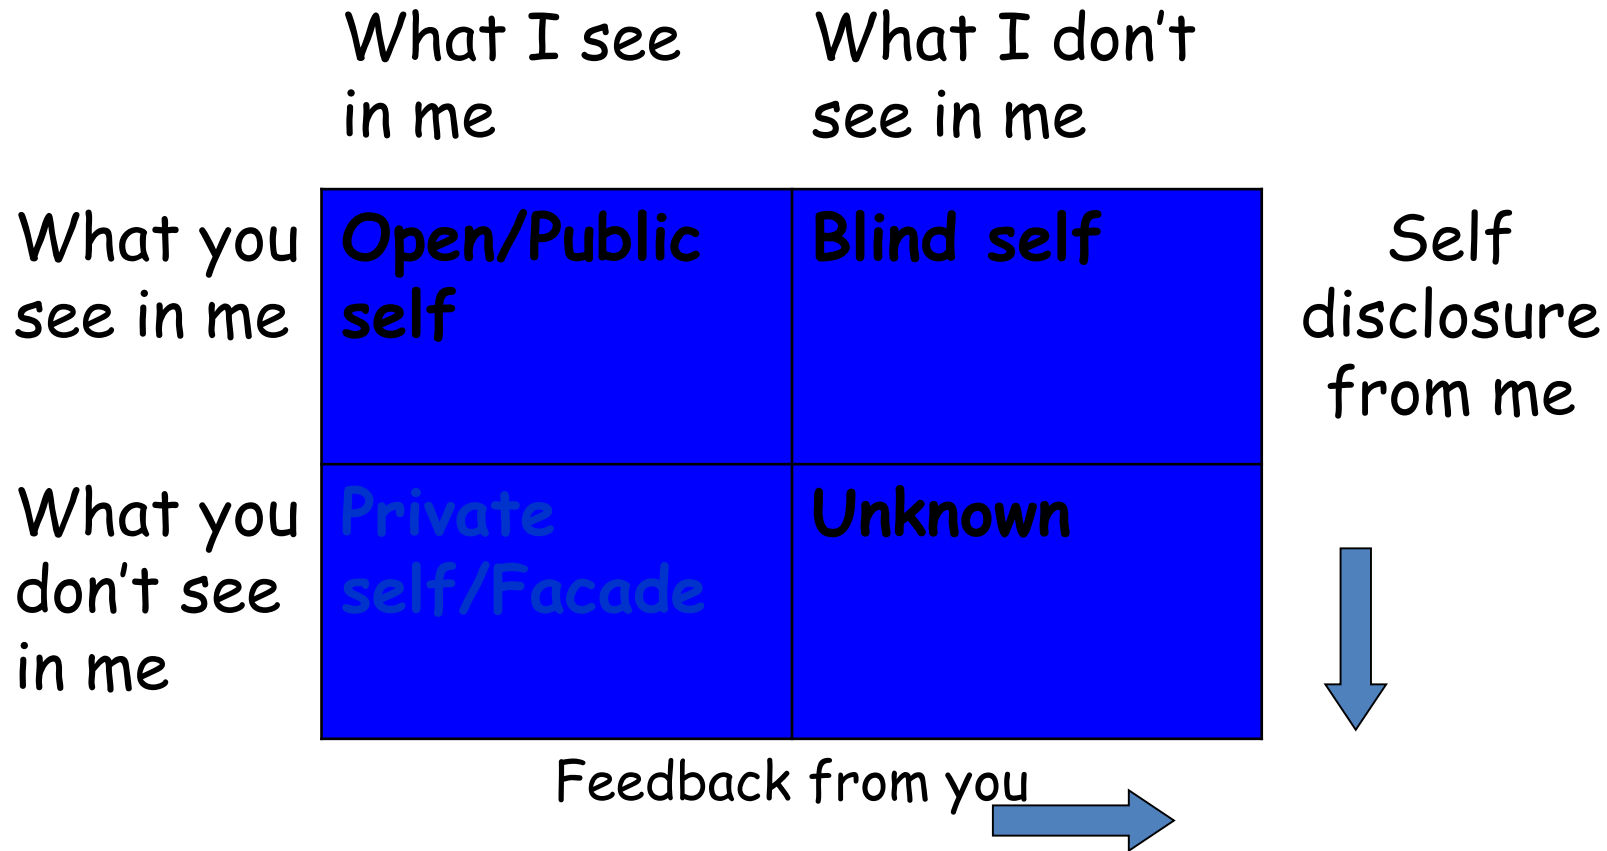 What I see
in me
What I don't
see in me
What you
see in me
Open/Public
self
Blind self
Self
disclosure
from me
What you
don't see
in me
Private
self/Facade
Unknown
Feedback from you